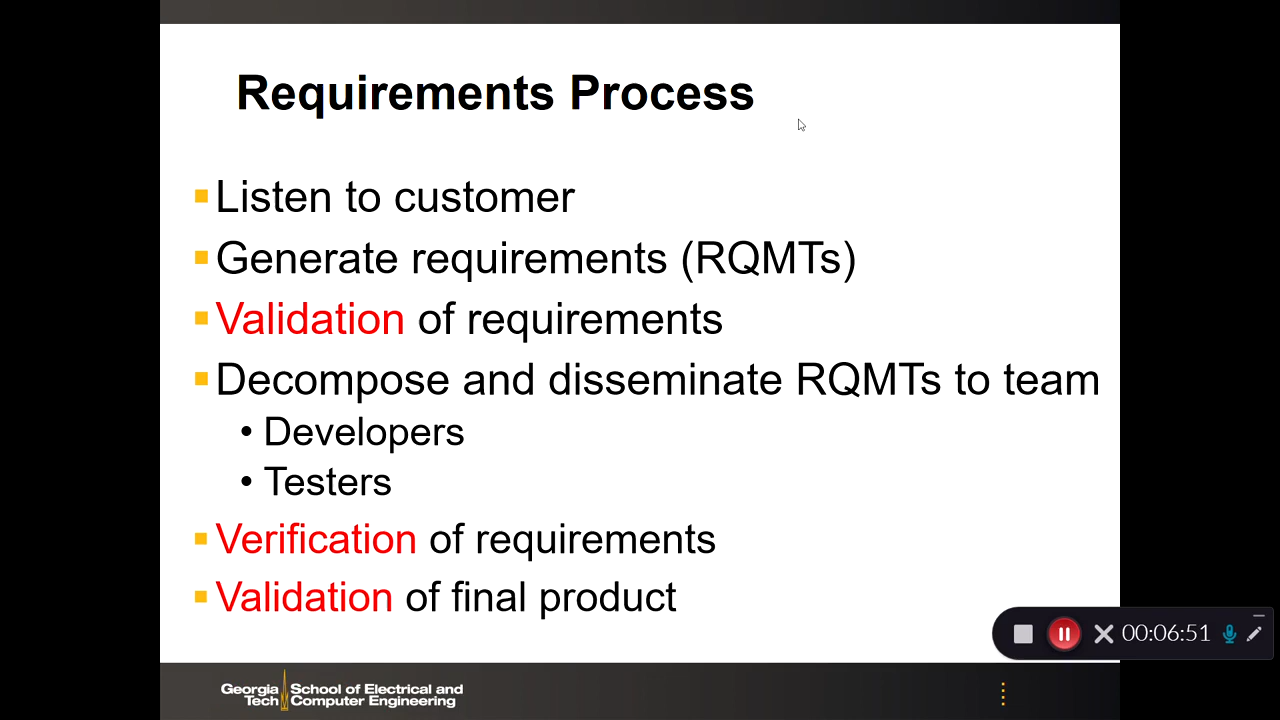 Requirements Process
Listen to customer
Generate requirements (RQMTs)
Validation of requirements
Decompose and disseminate RQMTs to team
• Developers
• Testers
Verification of requirements
Validation of final product
00:06:51
Georgia Tech
School of Electrical and
Computer Engineering